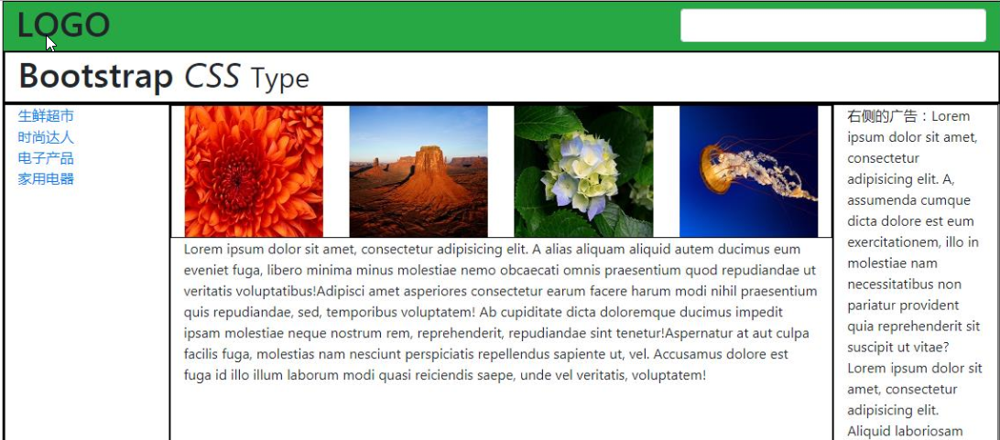 LOGO
Bootstrap CSS Type
生鲜超市
时尚达人
电子产品
家用电器
Lorem ipsum dolor sit amet, consectetur adipisicing elit. A alias aliquam aliquid autem ducimus eum
eveniet fuga, libero minima minus molestiae nemo obcaecati omnis praesentium quod repudiandae ut
veritatis voluptatibus!Adipisci amet asperiores consectetur earum facere harum modi nihil praesentium
quis repudiandae, sed, temporibus voluptatem! Ab cupiditate dicta doloremque ducimus impedit
ipsam molestiae neque nostrum rem, reprehenderit, repudiandae sint tenetur!Aspernatur at aut culpa
facilis fuga, molestias nam nesciunt perspiciatis repellendus sapiente ut, vel. Accusamus dolore est
fuga id illo illum laborum modi quasi reiciendis saepe, unde vel veritatis, voluptatem!
右侧的广告：Lorem
ipsum dolor sit amet,
consectetur
adipisicing elit. A,
assumenda cumque
dicta dolore est eum
exercitationem, illo in
molestiae nam
necessitatibus non
pariatur provident
quia reprehenderit sit
suscipit ut vitae?
Lorem ipsum dolor sit
amet, consectetur
adipisicing elit.
Aliquid laboriosam